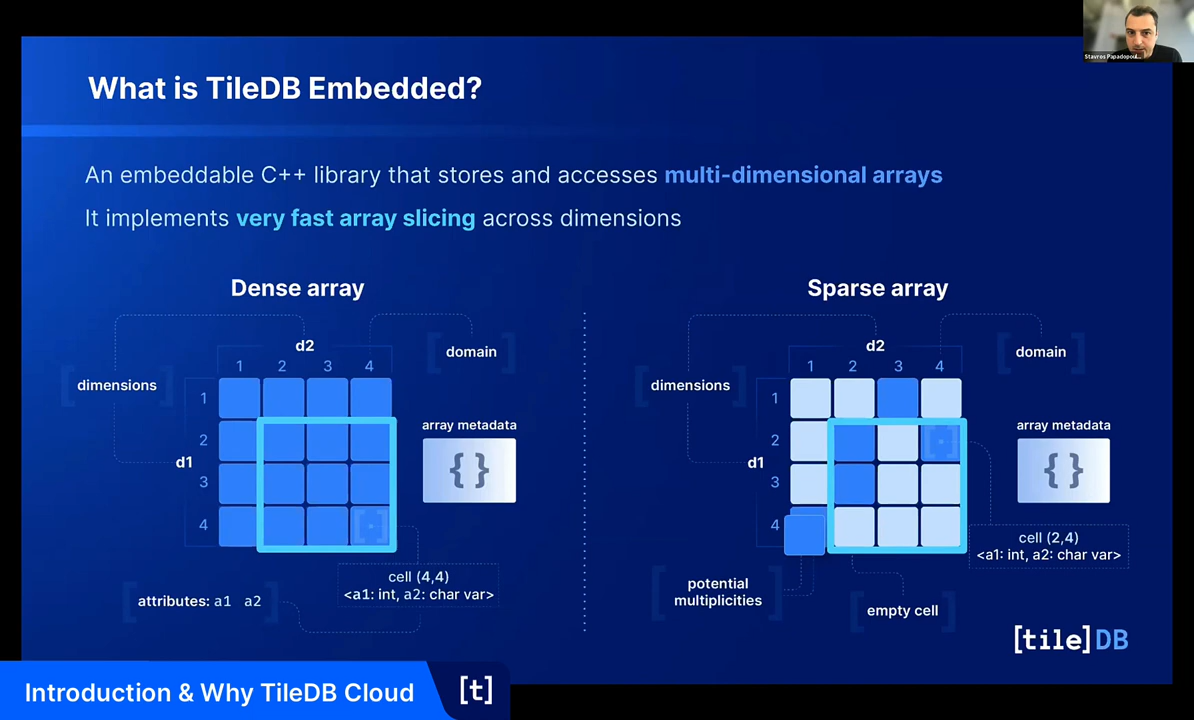 Stavros Papadopoul...
What is TileDB Embedded?
An embeddable C++ library that stores and accesses multi-dimensional arrays
It implements very fast array slicing across dimensions
Dense array
d2
domain
1 2 3 4
dimensions
1
2
d1
3
4
array metadata
{ }
cell (4,4)
<a1: int, a2: char var>
attributes: a1 a2
Sparse array
d2
domain
1 2 3 4
dimensions
1
2
d1
3
4
array metadata
{ }
cell (2,4)
<a1: int, a2: char var>
potential
multiplicities
empty cell
[tile]DB
Introduction & Why TileDB Cloud
[t]